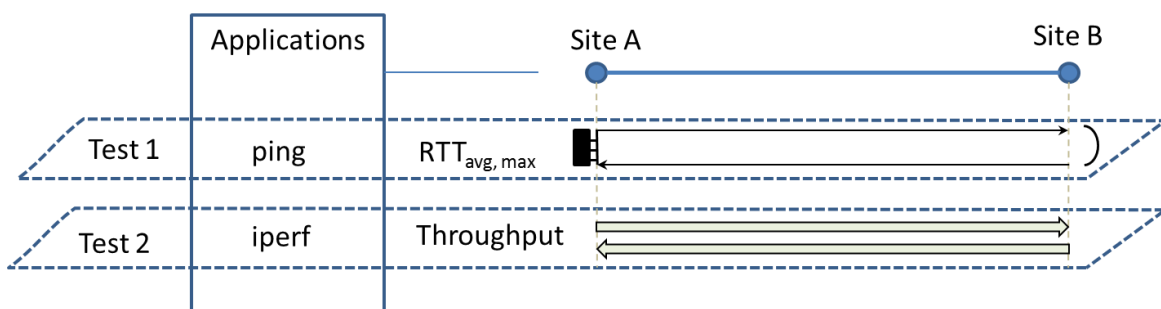 Applications
Site A
Site B
Test 1
ping
RTTavg, max
Test 2
iperf
Throughput